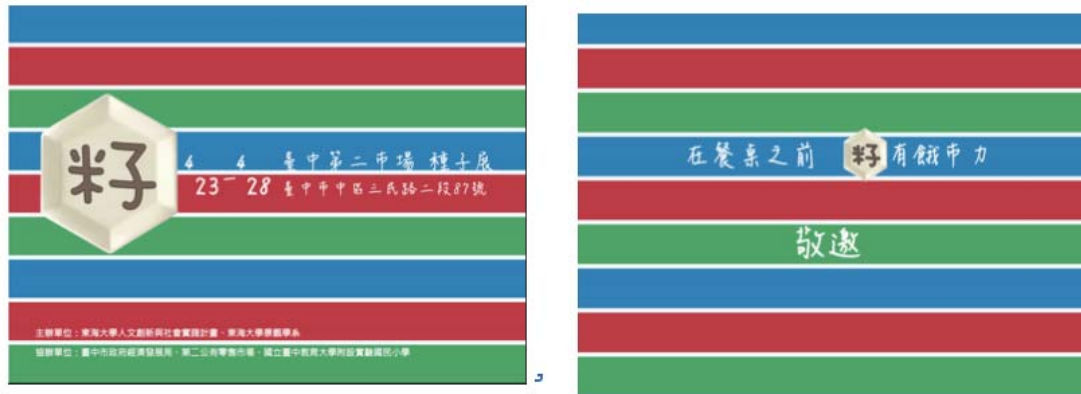 籽
4 4 臺中第二市場 種子展
23－28 臺中市中區三民路二段87號
主辦單位：東海大學人文創新與社會實踐計畫、東海大學景觀學系
協辦單位：臺中市政府經濟發展局、第二公有零售市場、國立臺中教育大學附設實驗國民小學
在餐桌之前 籽有餓市力
敬邀